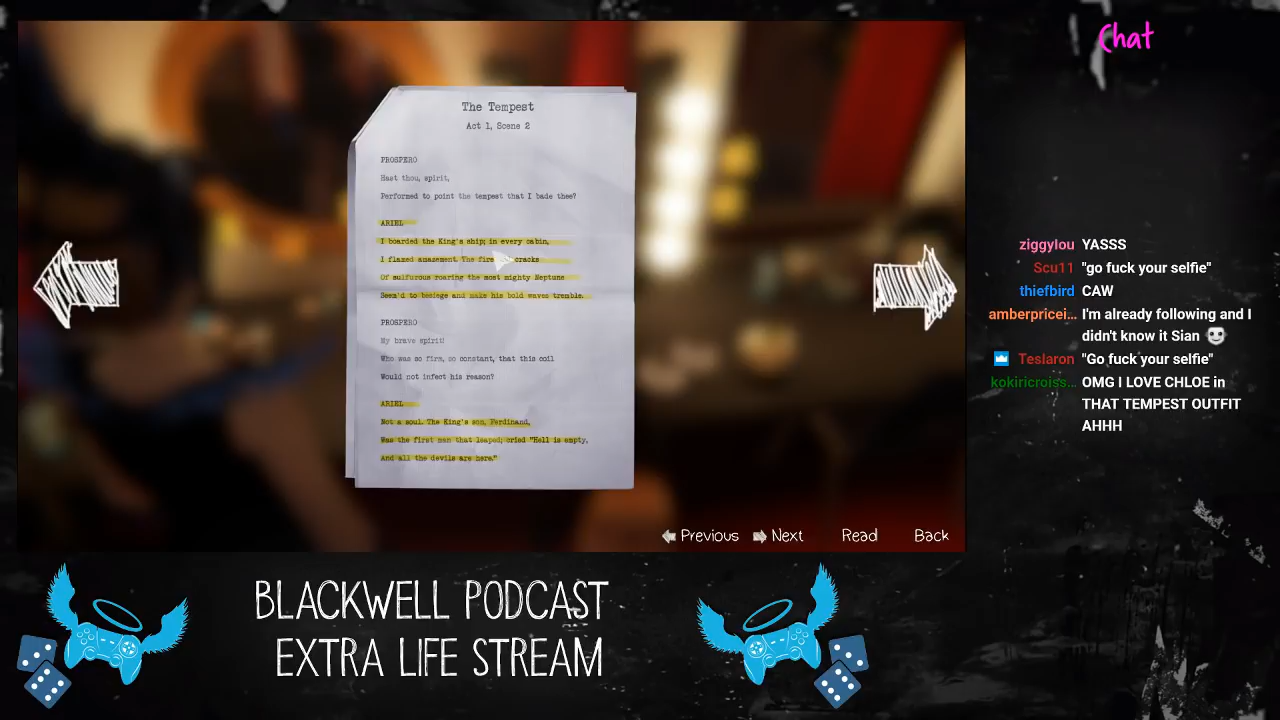 Chat
The Tempest
Act 1, Scene 2
PROSPERO
Hast thou, spirit,
Performed to point the tempest that I bade thee?
ARIEL
I boarded the King's ship; in every cabin,
I flamed amazement. The fire cracks
Of sulfurous roaring the most mighty Neptune
Seem'd to besiege and make his bold waves tremble.
PROSPERO
My brave spirit!
Who was so firm, so constant, that this coil
Would not infect his reason?
ARIEL
Not a soul. The King's son, Ferdinand,
Was the first man that leaped; cried "Hell is empty,
And all the devils are here."
Previous Next Read Back
ziggylou YASSS
Scu11 "go fuck your selfie"
thiefbird CAW
amberpricei… I'm already following and I
didn't know it Sian
Teslaron "Go fuck your selfie"
kokiricroiss… OMG I LOVE CHLOE in
THAT TEMPEST OUTFIT
AHHH
BLACKWELL PODCAST
EXTRA LIFE STREAM